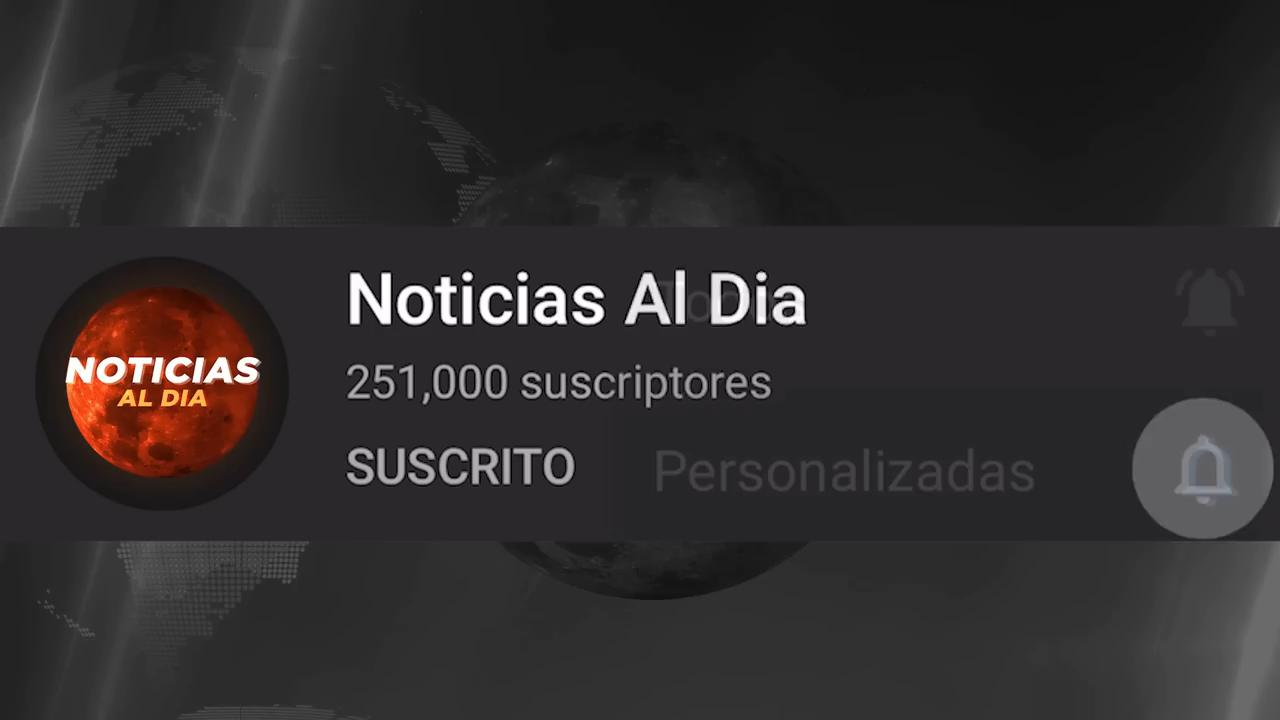 Noticias Al Dia
251,000 suscriptores
SUSCRITO
Personalizadas
NOTICIAS
AL DIA